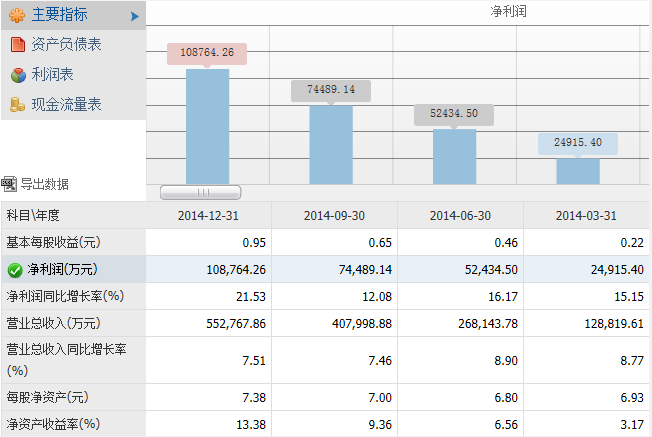 主要指标
资产负债表
利润表
现金流量表
导出数据
净利润
108764.26
74489.14
52434.50
24915.40
科目\年度 2014-12-31 2014-09-30 2014-06-30 2014-03-31
基本每股收益(元) 0.95 0.65 0.46 0.22
净利润(万元) 108,764.26 74,489.14 52,434.50 24,915.40
净利润同比增长率(%) 21.53 12.08 16.17 15.15
营业总收入(万元) 552,767.86 407,998.88 268,143.78 128,819.61
营业总收入同比增长率
(%) 7.51 7.46 8.90 8.77
每股净资产(元) 7.38 7.00 6.80 6.93
净资产收益率(%) 13.38 9.36 6.56 3.17